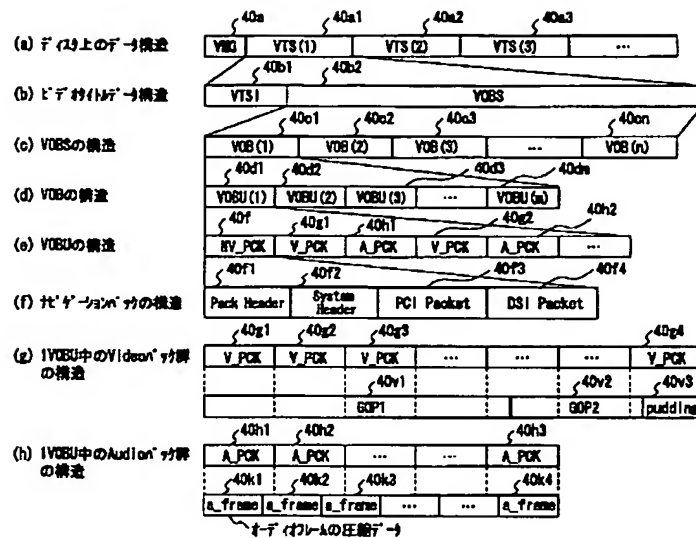 40a 40a1 40a2 40a3
(a) ディスク上のデータ構造 VMG VTS(1) VTS(2) VTS(3) ...
40b1 40b2
(b) ビデオタイトルデータ構造 VTSI VOBS
40c1 40c2 40c3 40cn
(c) VOBSの構造 VOB(1) VOB(2) VOB(3) ... VOB(n)
40d1 40d2 40d3 40dm
(d) VOBの構造 VOBU(1) VOBU(2) VOBU(3) ... VOBU(m)
40f 40g1 40h1 40g2 40h2
(e) VOBUの構造 NV_PCK V_PCK A_PCK V_PCK A_PCK ...
40f1 40f2 40f3 40f4
(f) ナビゲーションパックの構造 Pack Header System Header PCI Packet DSI Packet
40g1 40g2 40g3 40g4
(g) 1VOBU中のVideoパック群の構造 V_PCK V_PCK V_PCK ... ... ... V_PCK
40v1 40v2 40v3
GOP1 GOP2 pudding
40h1 40h2 40h3
(h) 1VOBU中のAudioパック群の構造 A_PCK A_PCK ... ... A_PCK
40k1 40k2 40k3 40k4
a_frame a_frame a_frame ... ... a_frame
オーディオフレームの圧縮データ